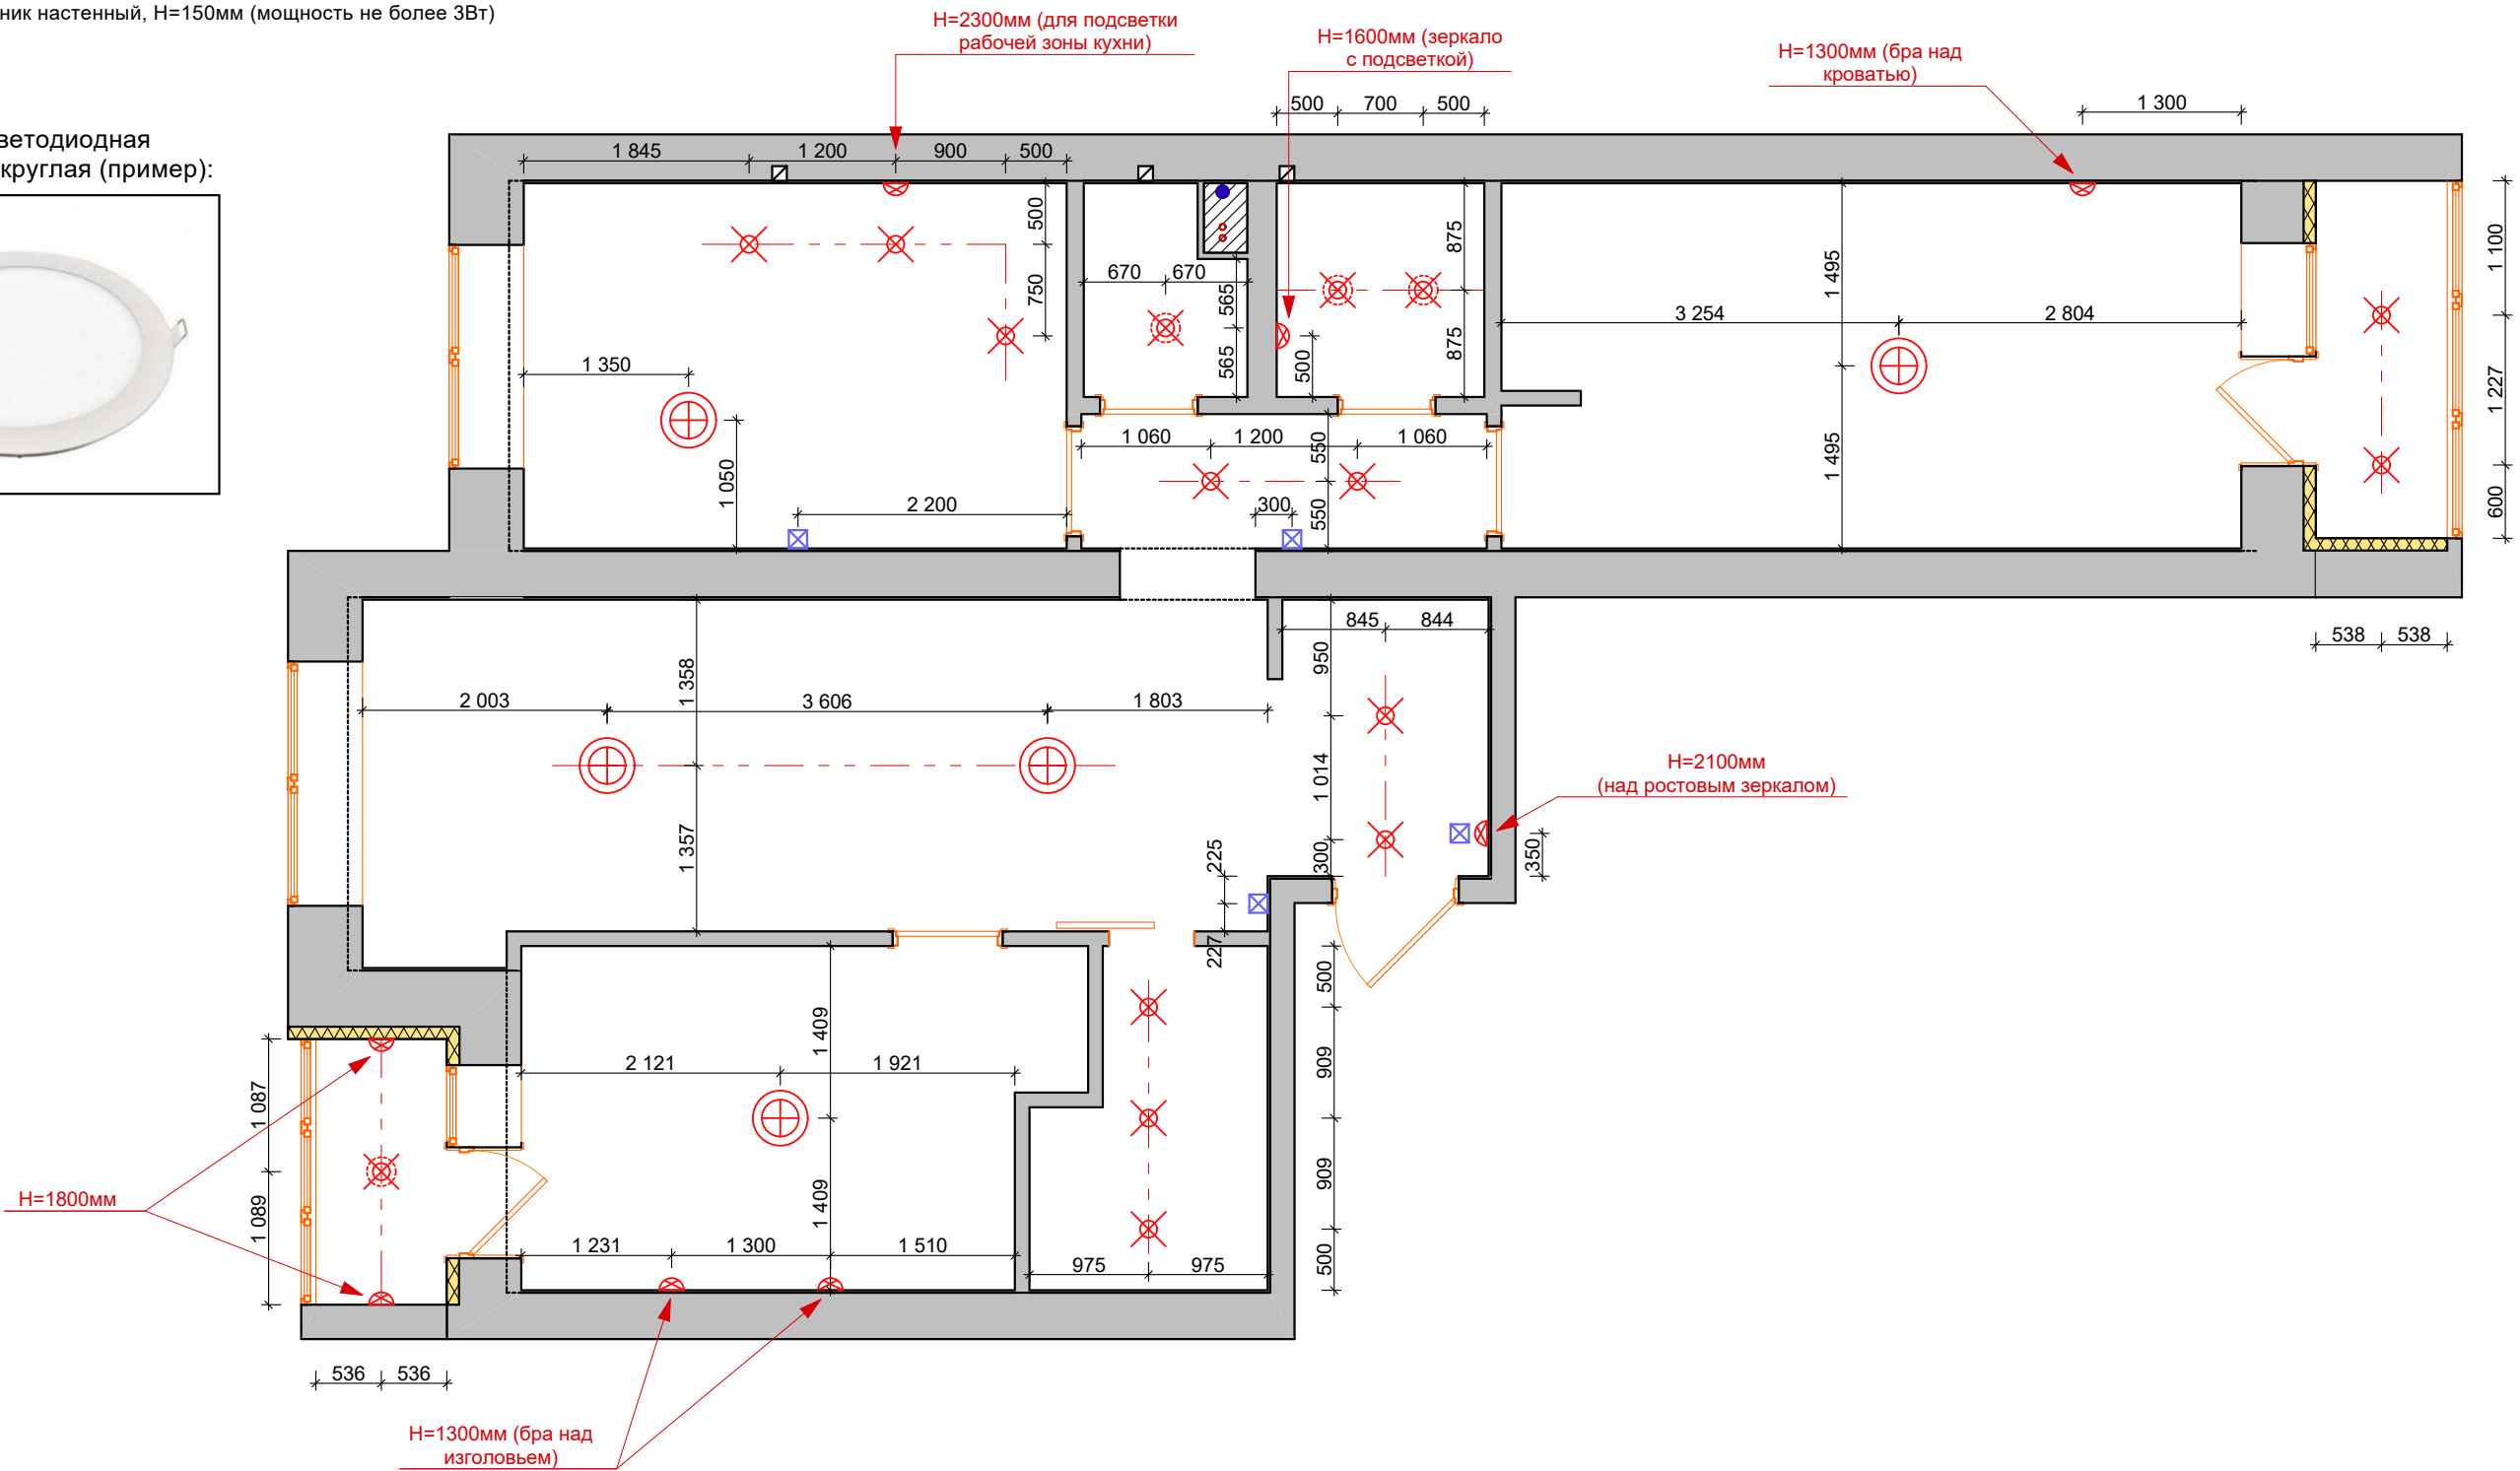 ник настенный, H=150мм (мощность не более 3Вт)
H=2300мм (для подсветки
рабочей зоны кухни)
H=1600мм (зеркало
с подсветкой)
H=1300мм (бра над
кроватью)
ветодиодная
круглая (пример):
500 700 500
1 300
1 845 1 200 900 500
500
750
670 670
565
565
875
875
500
1 495
1 495
3 254 2 804
1 100
1 227
600
1 350
1 050
2 200
1 060 1 200 1 060
550
550
300
538 538
845 844
950
1 014
300
1 358
1 357
2 003 3 606 1 803
H=2100мм
(над ростовым зеркалом)
350
225
227
500
909
909
500
1 409
1 409
2 121 1 921
1 087
1 089
H=1800мм
1 231 1 300 1 510
975 975
536 536
H=1300мм (бра над
изголовьем)